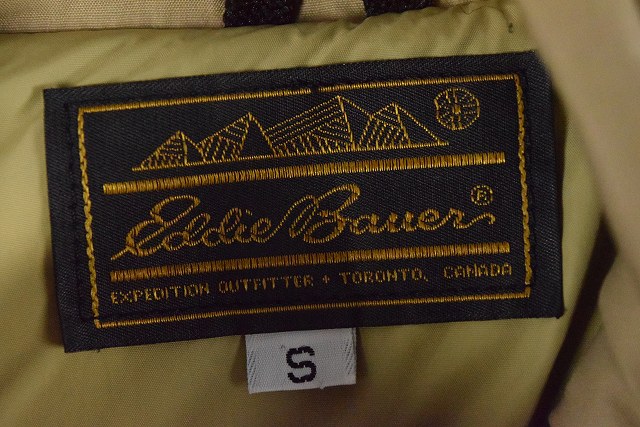 Eddie Bauer ®
EXPEDITION OUTFITTER + TORONTO, CANADA
S